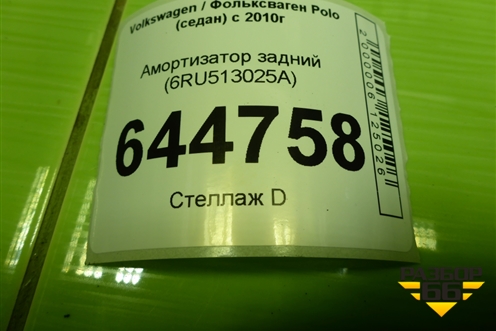 Volkswagen / Фольксваген Polo
(седан) с 2010г
Амортизатор задний
(6RU513025A)
644758
Стеллаж D
2000006125026
РАЗБОР
66